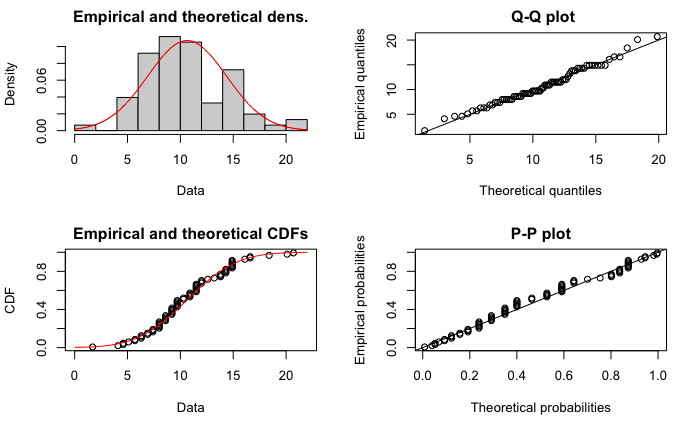 Empirical and theoretical dens.
Density
0.00 0.06
0 5 10 15 20
Data
Q-Q plot
Empirical quantiles
5 10 20
5 10 15 20
Theoretical quantiles
Empirical and theoretical CDFs
CDF
0.0 0.4 0.8
0 5 10 15 20
Data
P-P plot
Empirical probabilities
0.0 0.4 0.8
0.0 0.2 0.4 0.6 0.8 1.0
Theoretical probabilities